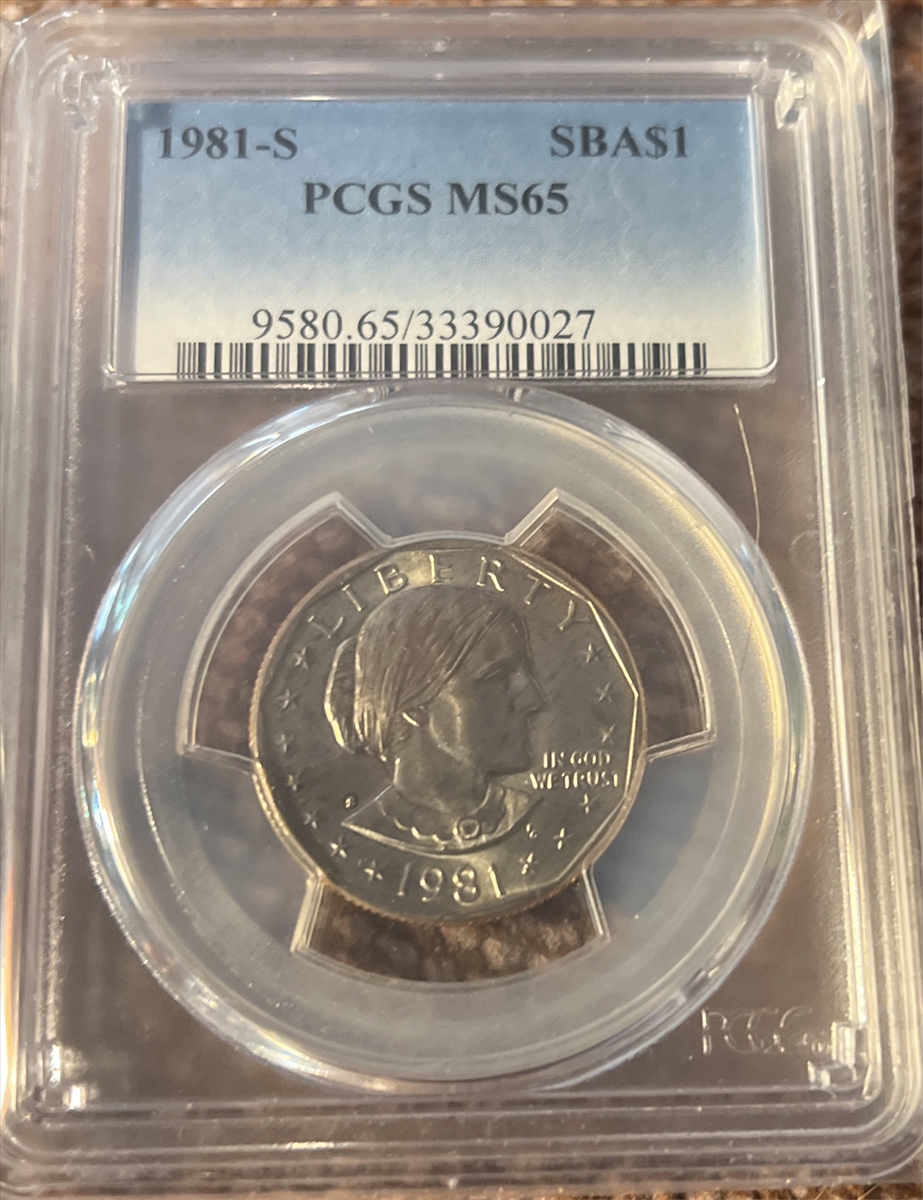 1981-S SBA$1
PCGS MS65
9580.65/33390027
LIBERTY
IN GOD
WE TRUST
S
1981
PCGS